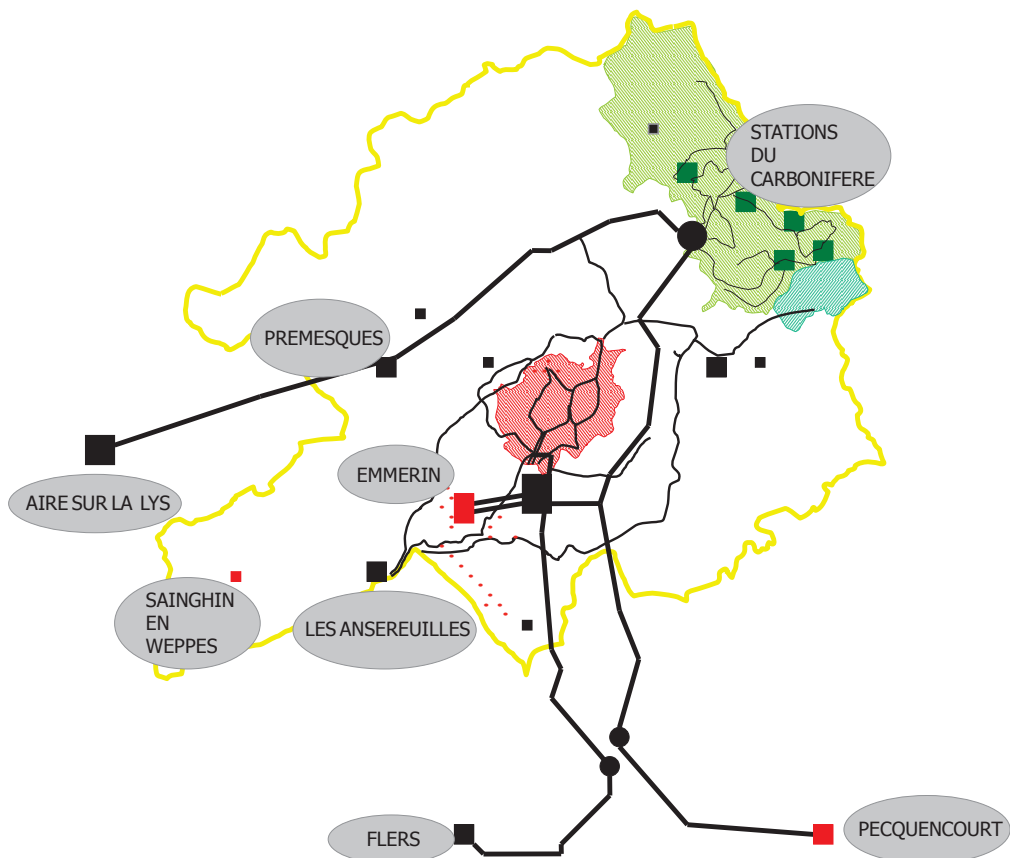 STATIONS
DU
CARBONIFERE
PREMESQUES
EMMERIN
AIRE SUR LA LYS
SAINGHIN
EN
WEPPES
LES ANSEREUILLES
FLERS
PECQUENCOURT